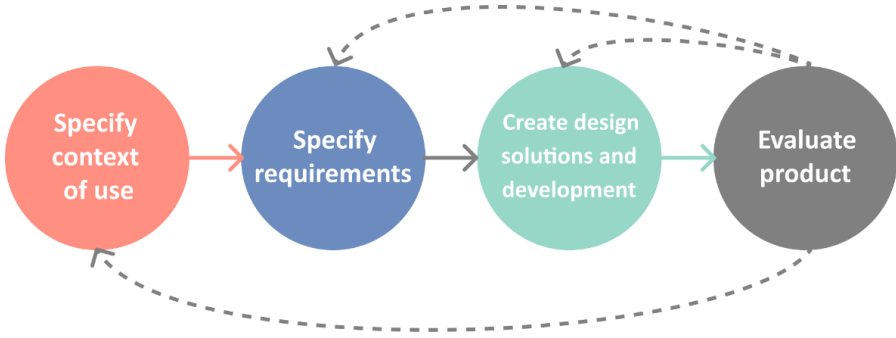 Specify
context
of use
Specify
requirements
Create design
solutions and
development
Evaluate
product